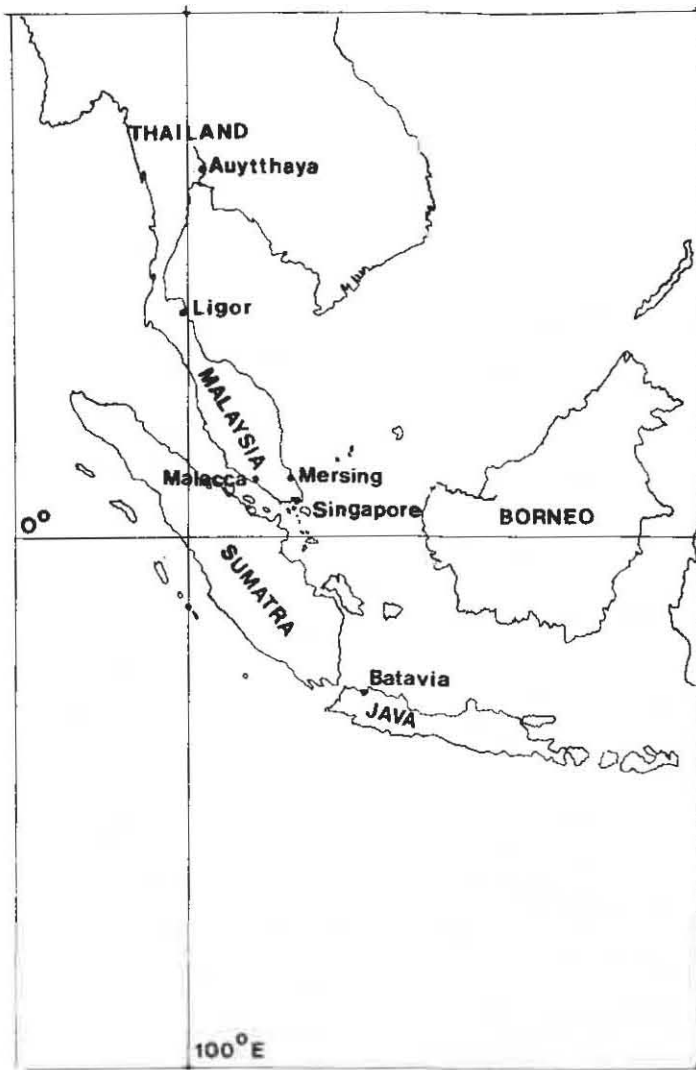 THAILAND
Auytthaya
Ligor
MALAYSIA
Malacca
Mersing
Singapore
BORNEO
0°
SUMATRA
Batavia
JAVA
100°E